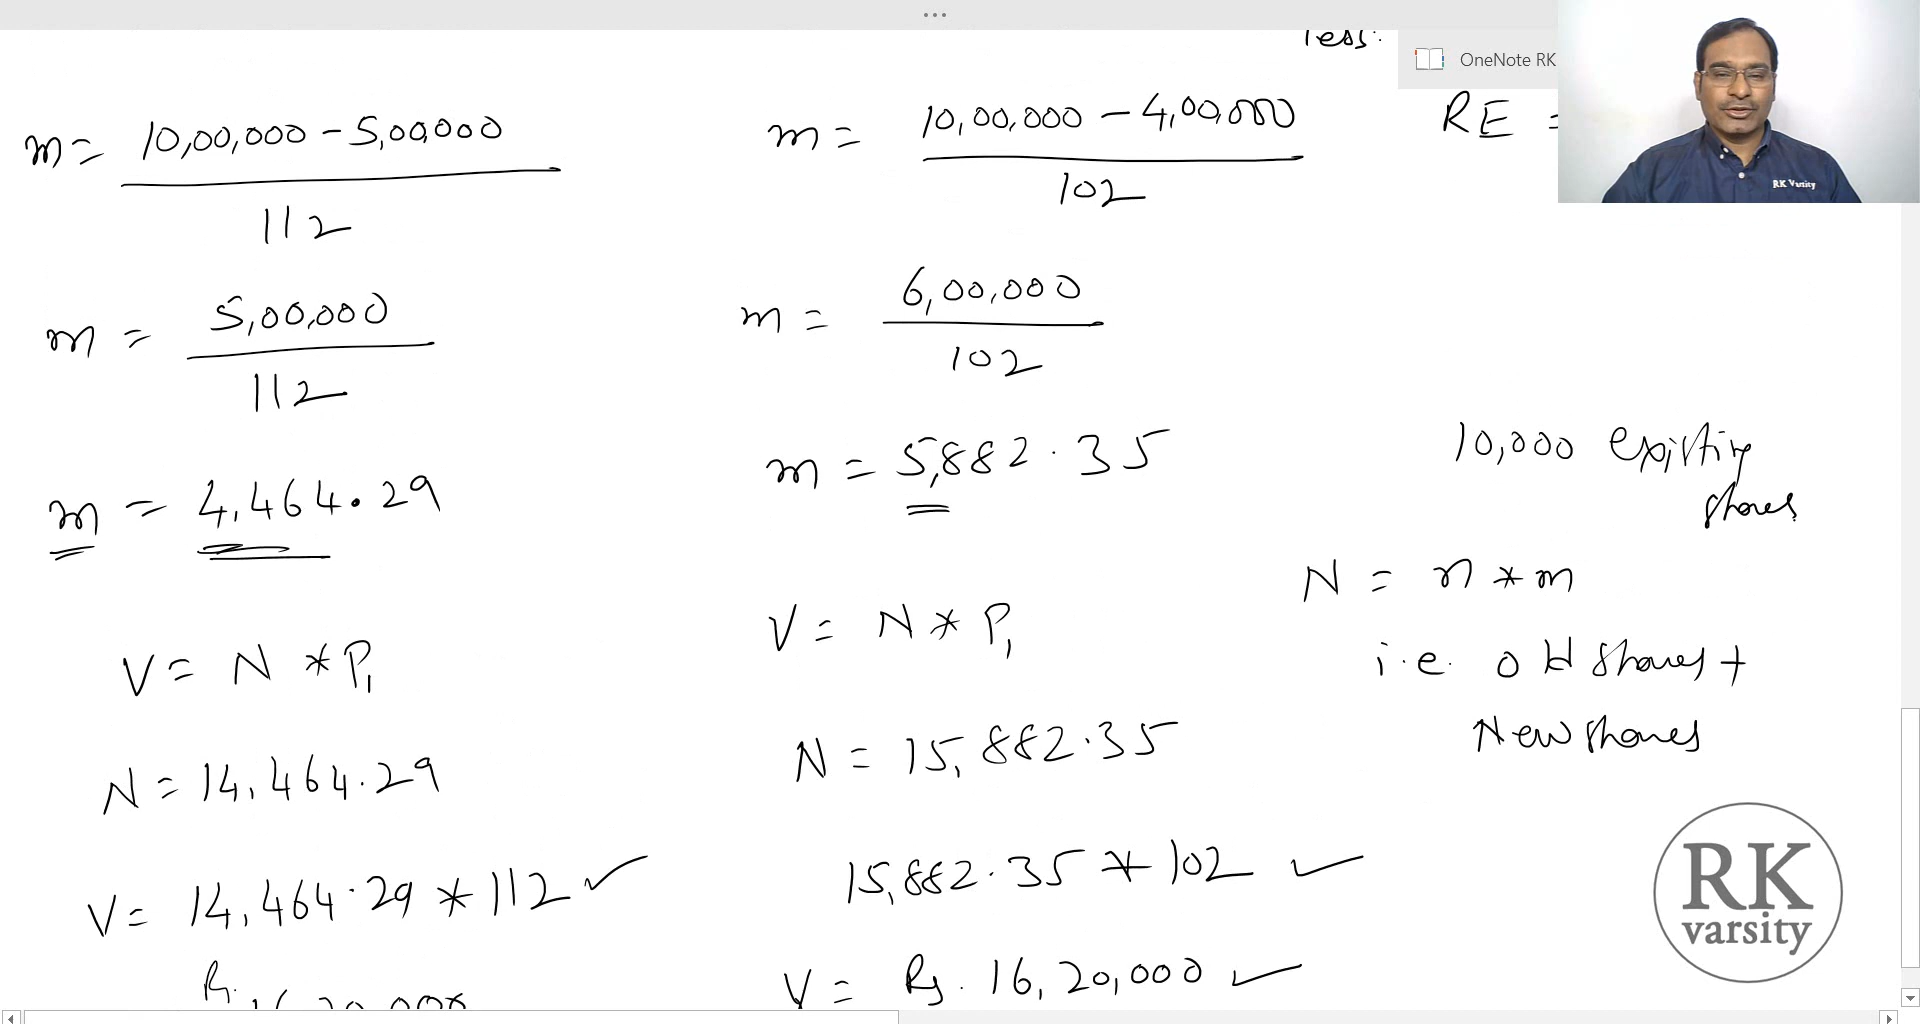 less:
OneNote RK
m = 10,00,000 - 5,00,000
112
m = 5,00,000
112
m = 4,464.29
V = N * P1
N = 14,464.29
V = 14,464.29 * 112 ✓
m = 10,00,000 - 4,00,000
102
m = 6,00,000
102
m = 5,882.35
V = N * P1
N = 15,882.35
15,882.35 * 102 ✓
V = Rs. 16,20,000 ✓
RE =
RK Varsity
10,000 existing
shares
N = n * m
i.e. old shares +
New shares
RK
varsity